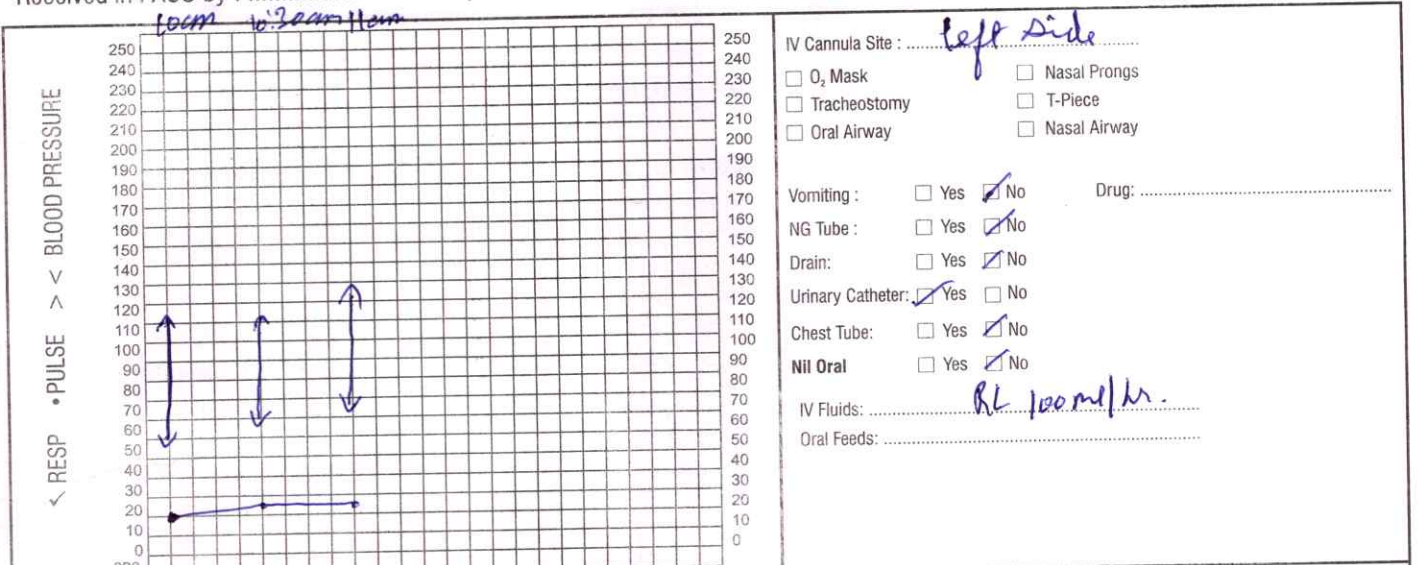 10am 10:30am 11am
250 250
240 240
230 230
220 220
210 210
200 200
190 190
180 180
170 170
160 160
150 150
140 140
130 130
120 120
110 110
100 100
90 90
80 80
70 70
60 60
50 50
40 40
30 30
20 20
10 10
0 0
< RESP • PULSE > < BLOOD PRESSURE
IV Cannula Site : left side
O₂ Mask Nasal Prongs
Tracheostomy T-Piece
Oral Airway Nasal Airway
Vomiting : Yes No Drug:
NG Tube : Yes No
Drain: Yes No
Urinary Catheter: Yes No
Chest Tube: Yes No
Nil Oral Yes No
IV Fluids: RL 100ml/hr.
Oral Feeds: